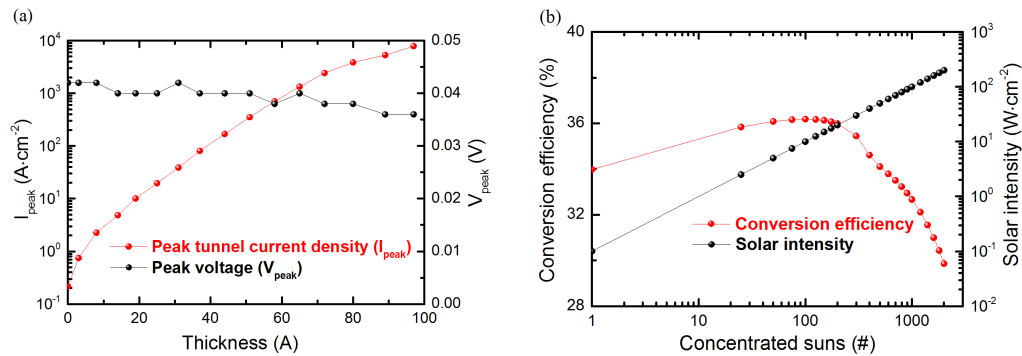 (a)
10^4
10^3
10^2
10^1
10^0
10^-1
I_peak (A·cm^-2)
0.05
0.04
0.03
0.02
0.01
0.00
V_peak (V)
Peak tunnel current density (I_peak)
Peak voltage (V_peak)
0 20 40 60 80 100
Thickness (A)
(b)
40
36
32
28
Conversion efficiency (%)
10^3
10^2
10^1
10^0
10^-1
10^-2
Solar intensity (W·cm^-2)
Conversion efficiency
Solar intensity
1 10 100 1000
Concentrated suns (#)